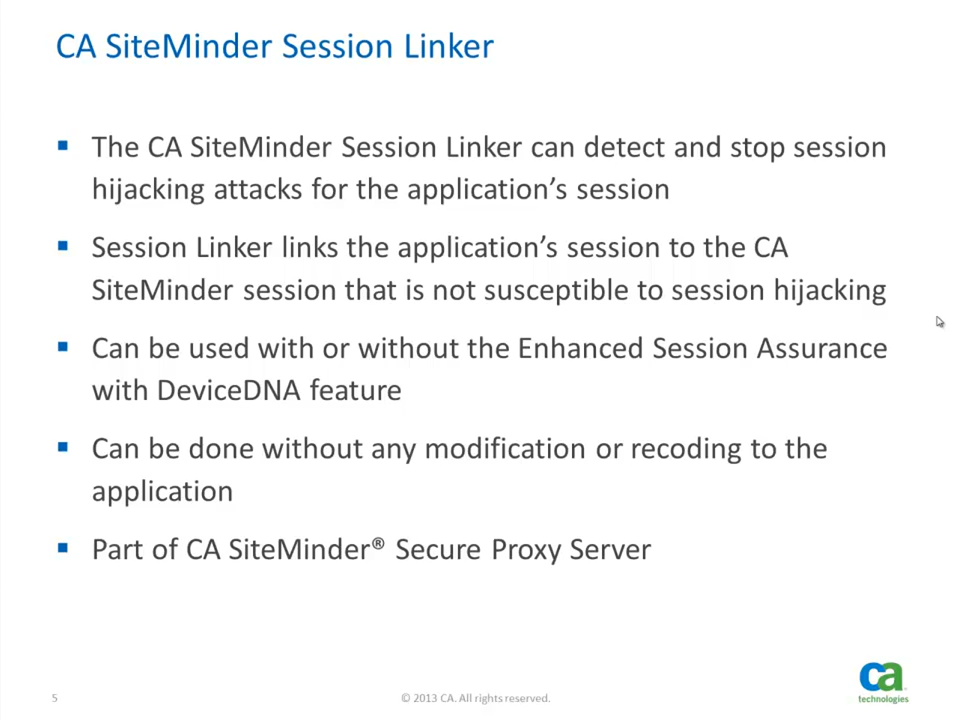 CA SiteMinder Session Linker
The CA SiteMinder Session Linker can detect and stop session
hijacking attacks for the application’s session
Session Linker links the application’s session to the CA
SiteMinder session that is not susceptible to session hijacking
Can be used with or without the Enhanced Session Assurance
with DeviceDNA feature
Can be done without any modification or recoding to the
application
Part of CA SiteMinder® Secure Proxy Server
5
© 2013 CA. All rights reserved.
ca
technologies